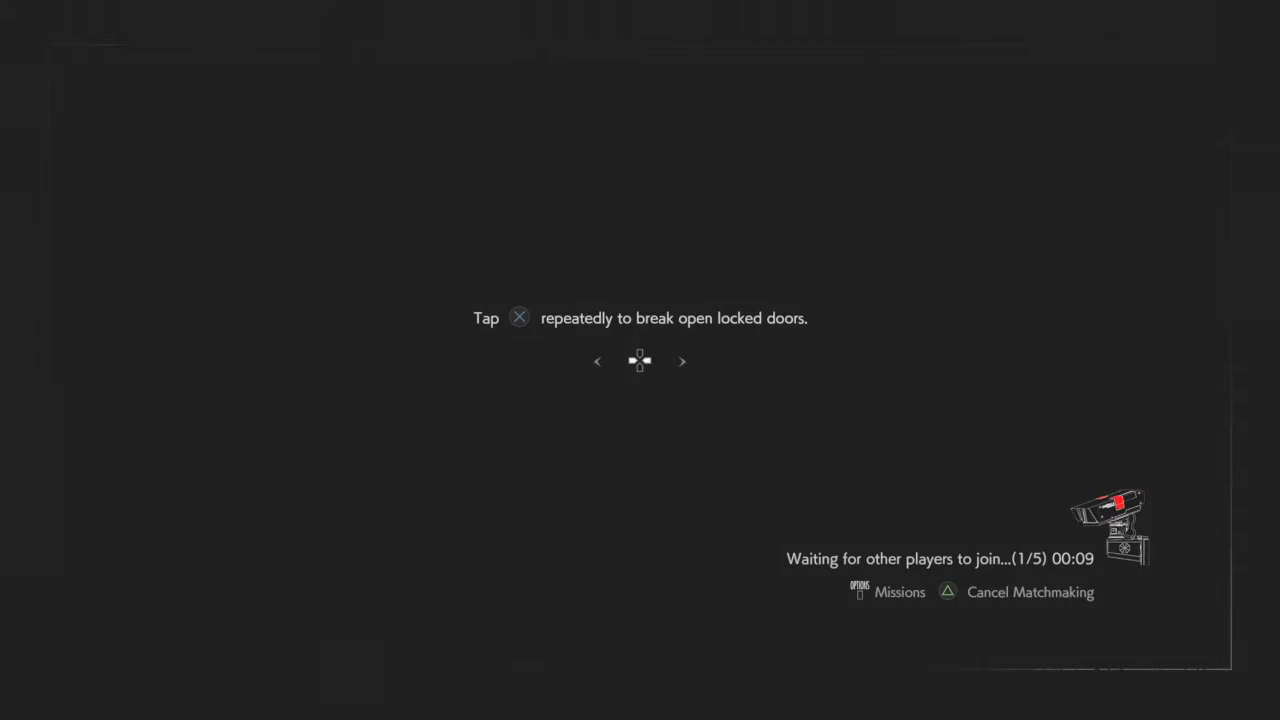 Tap repeatedly to break open locked doors.
Waiting for other players to join...(1/5) 00:09
OPTIONS Missions Cancel Matchmaking